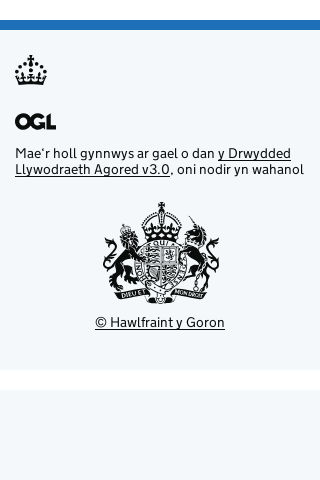 OGL
Mae'r holl gynnwys ar gael o dan y Drwydded
Llywodraeth Agored v3.0, oni nodir yn wahanol
DIEU ET MON DROIT
© Hawlfraint y Goron